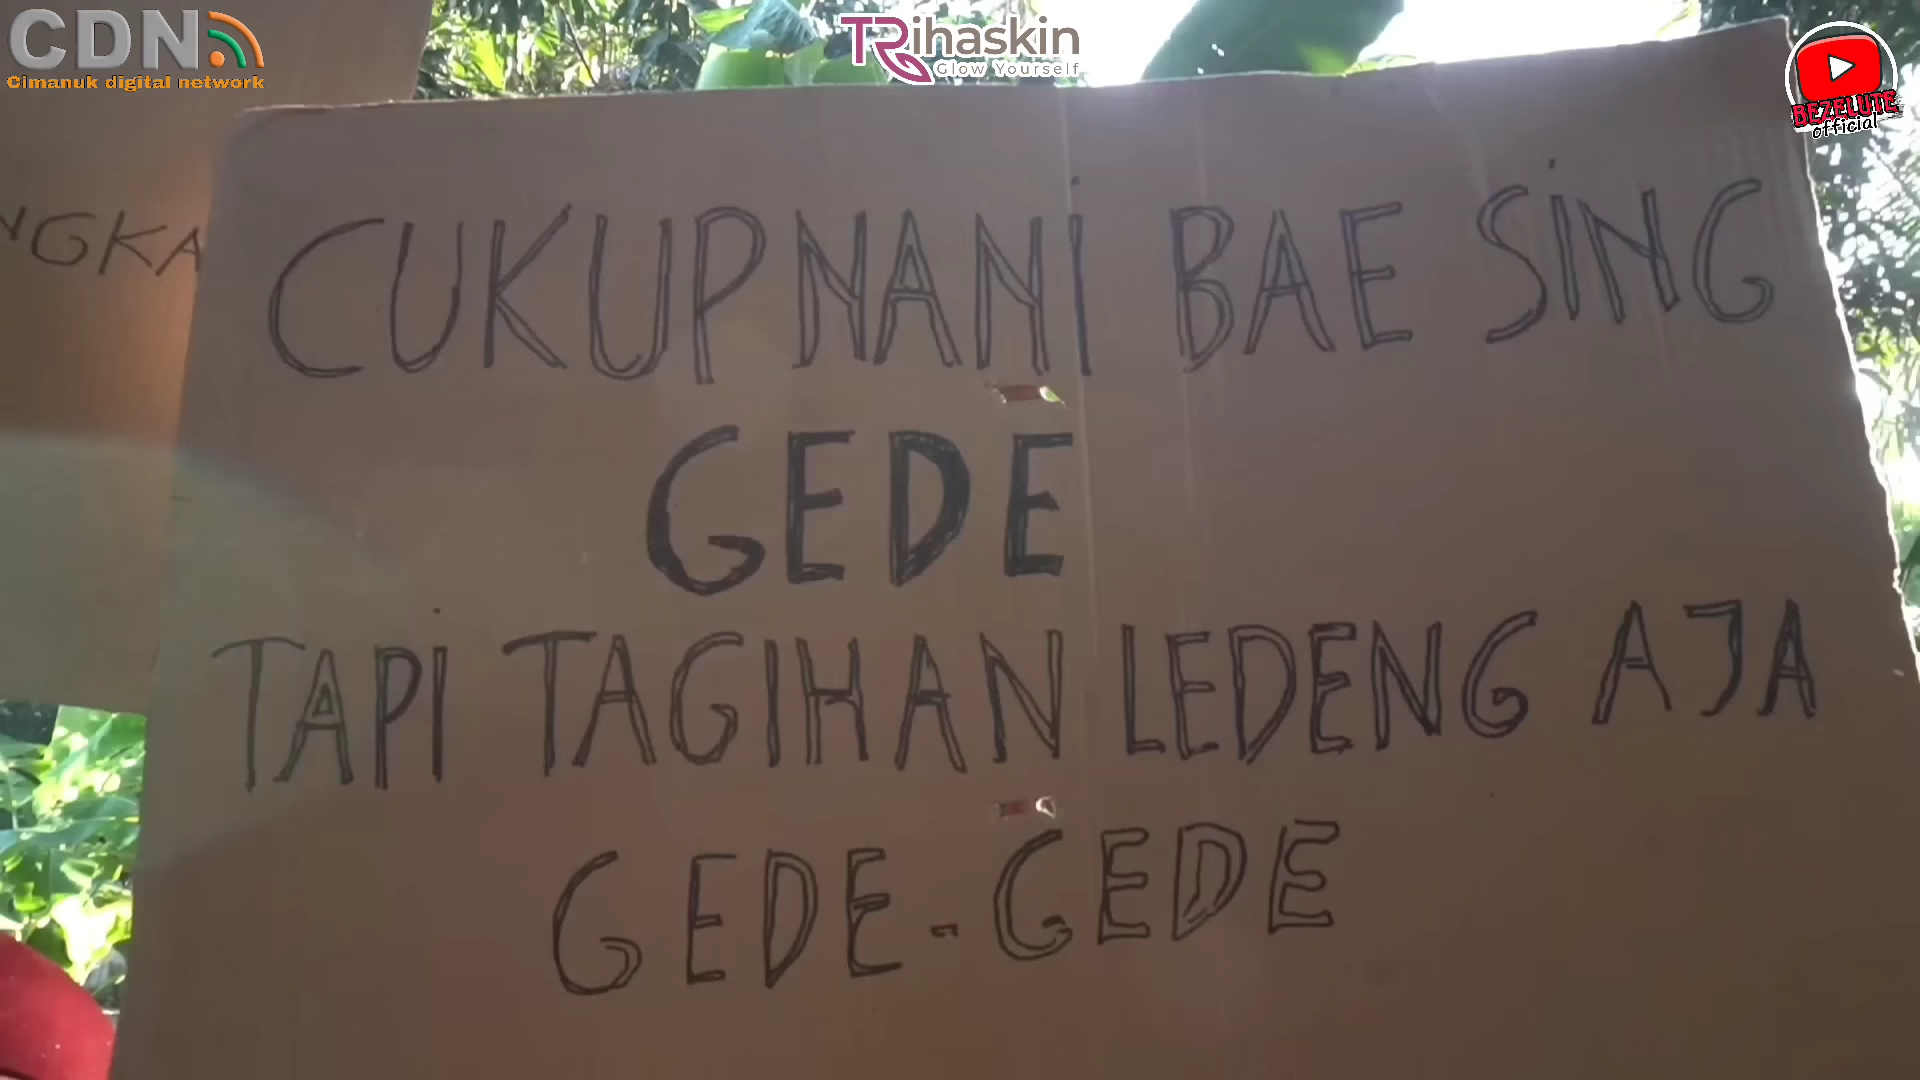 CDN
Cimanuk digital network
TRihaskin
Glow Yourself
BEZELUTE
official
NGKA
CUKUPNANI BAE SING
GEDE
TAPI TAGIHAN LEDENG AJA
GEDE-GEDE